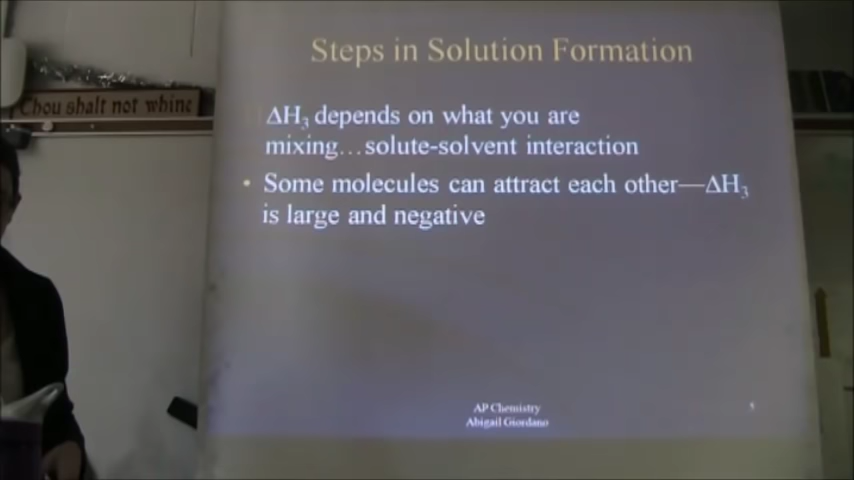 Steps in Solution Formation
Chou shalt not whine
ΔH₃ depends on what you are
mixing…solute-solvent interaction
• Some molecules can attract each other—ΔH₃
is large and negative
AP Chemistry
Abigail Giordano